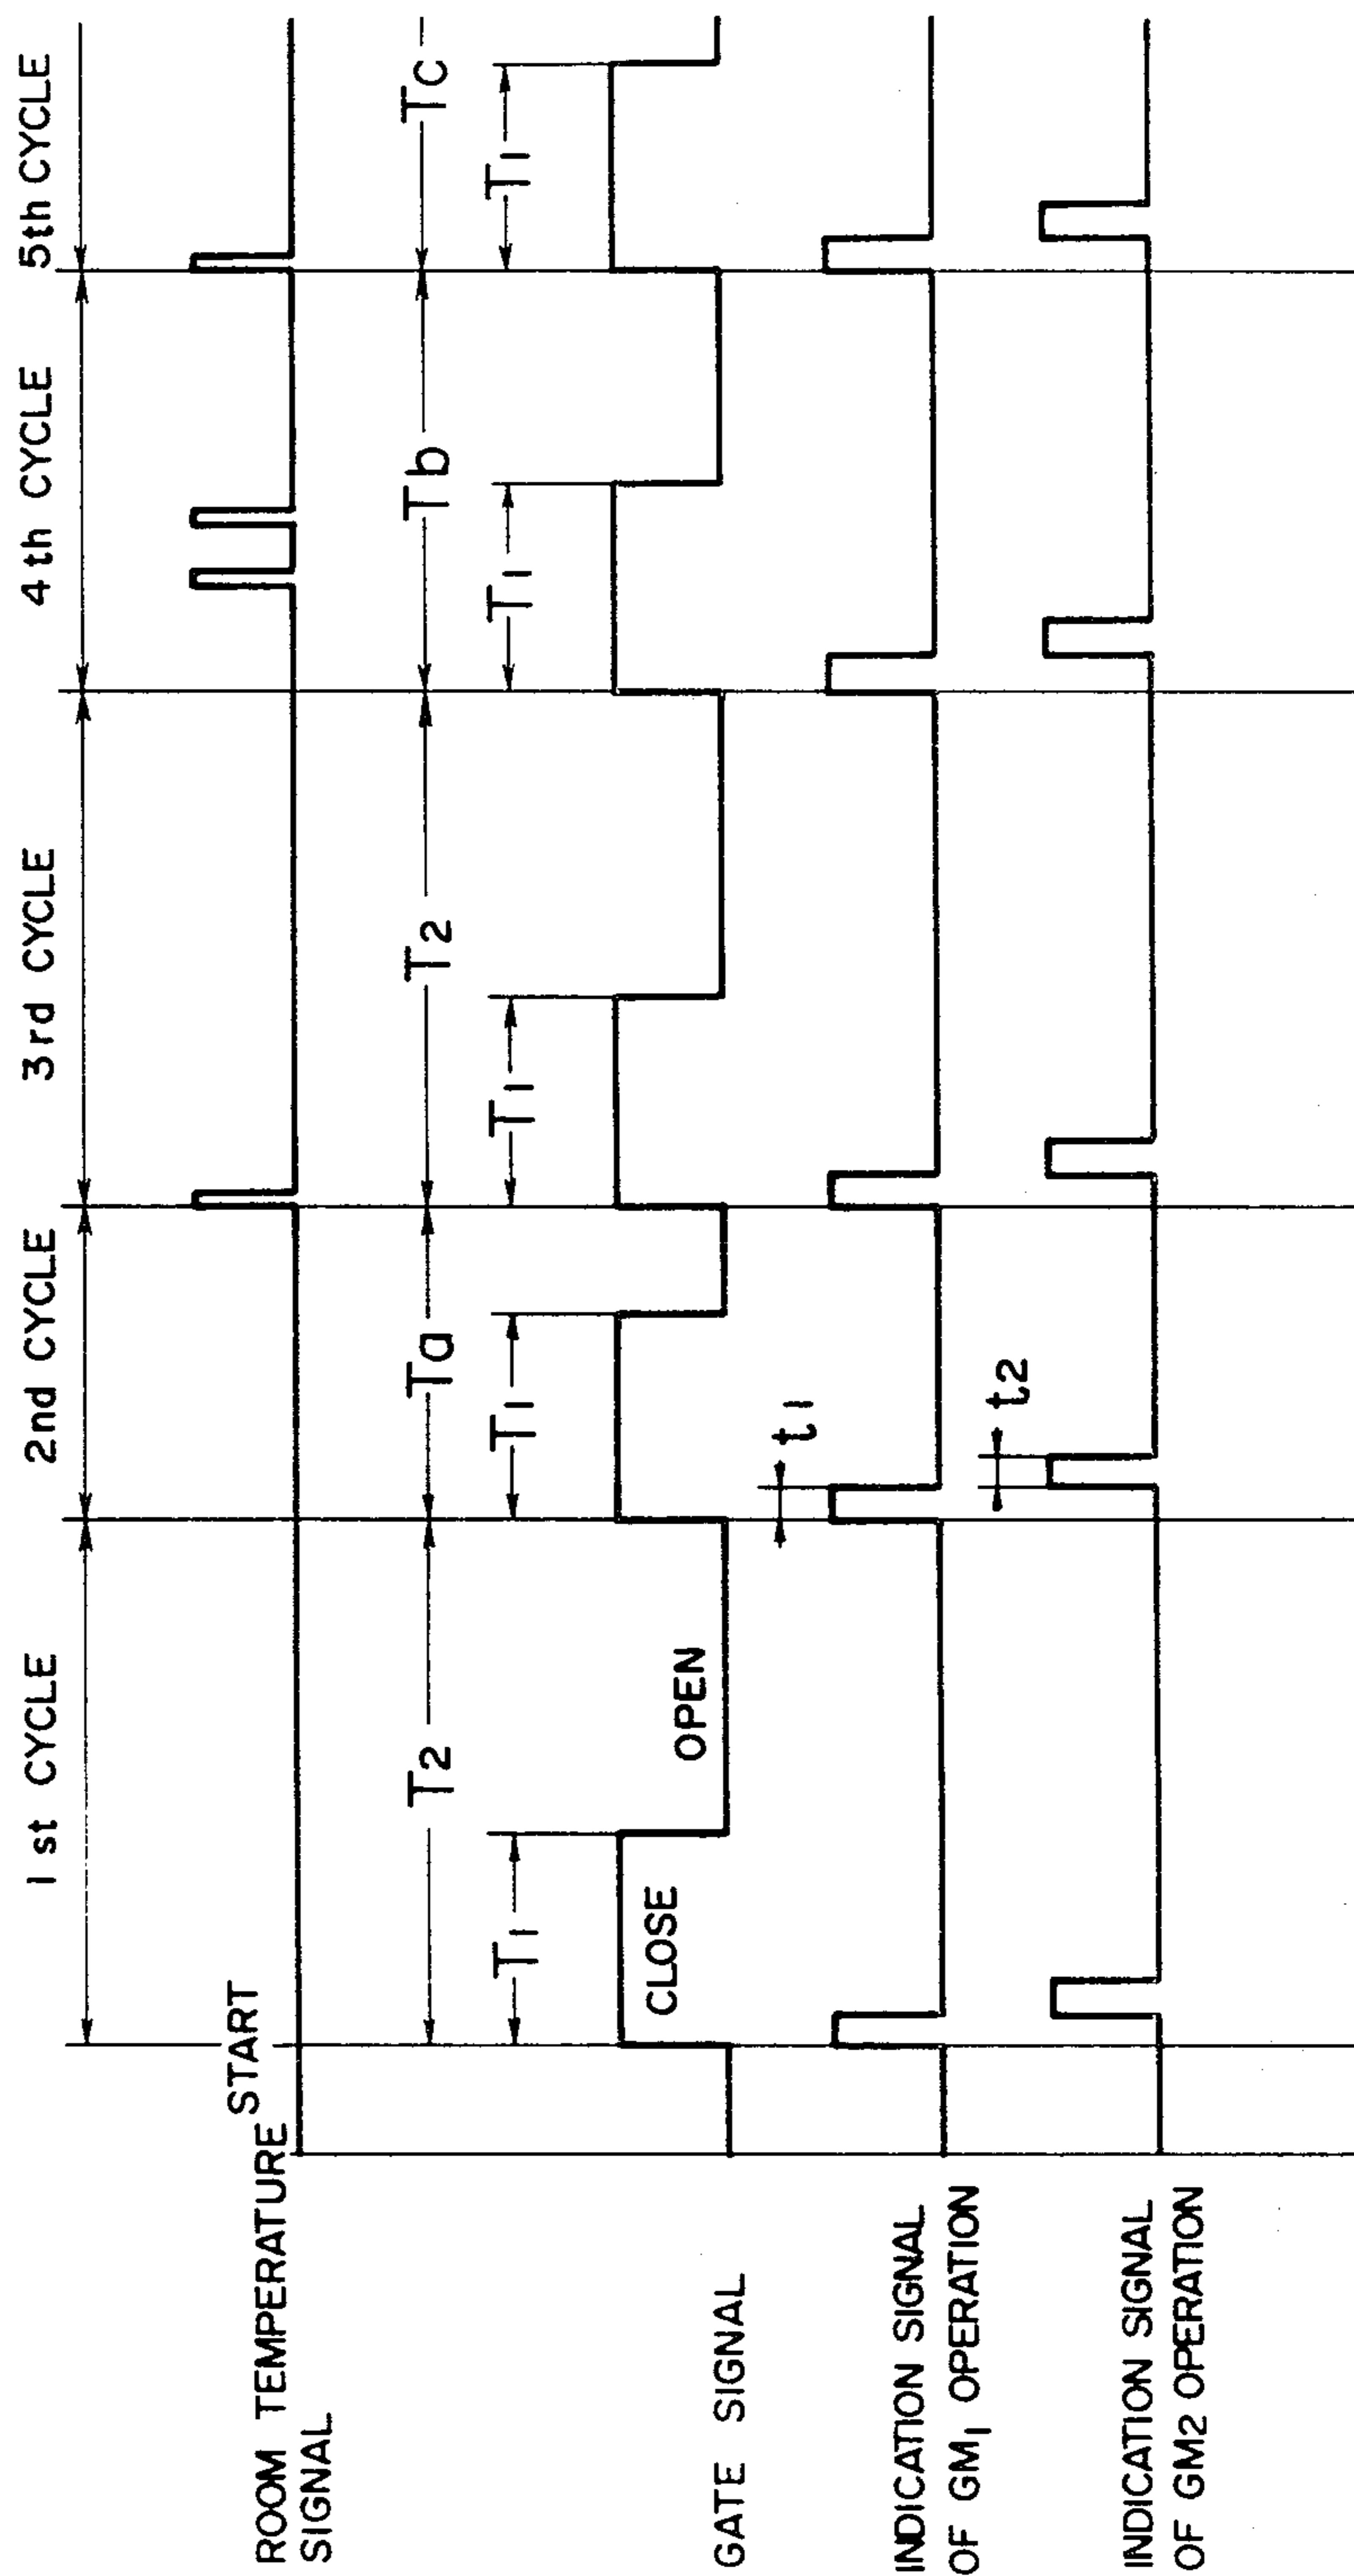 1st CYCLE
2nd CYCLE
3rd CYCLE
4th CYCLE
5th CYCLE
START
ROOM TEMPERATURE
SIGNAL
T2
Ta
T2
Tb
Tc
T1
T1
T1
T1
T1
CLOSE
OPEN
GATE SIGNAL
t1
INDICATION SIGNAL
OF GM1 OPERATION
t2
INDICATION SIGNAL
OF GM2 OPERATION